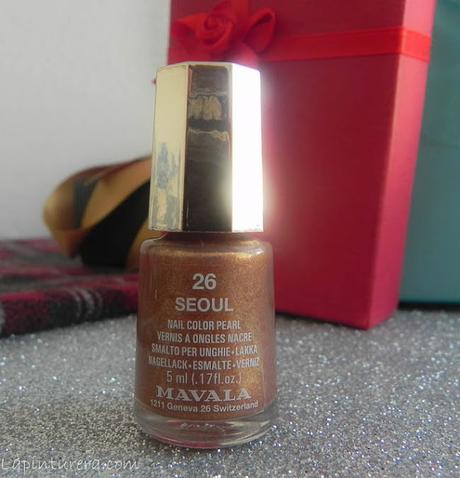 26
SEOUL
NAIL COLOR PEARL
VERNIS A ONGLES NACRE
SMALTO PER UNGHIE•LAKKA
NAGELLACK•ESMALTE•VERNIZ
5 ml (.17fl.oz.)
MAVALA
1211 Geneva 26 Switzerland
Lapinturera.com